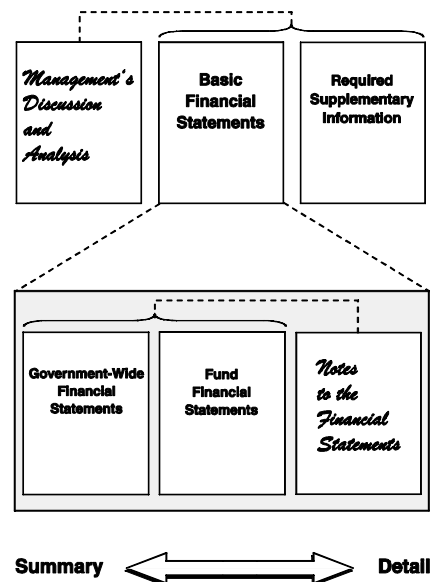 Management's
Discussion
and
Analysis
Basic
Financial
Statements
Required
Supplementary
Information
Government-Wide
Financial
Statements
Fund
Financial
Statements
Notes
to the
Financial
Statements
Summary
Detail